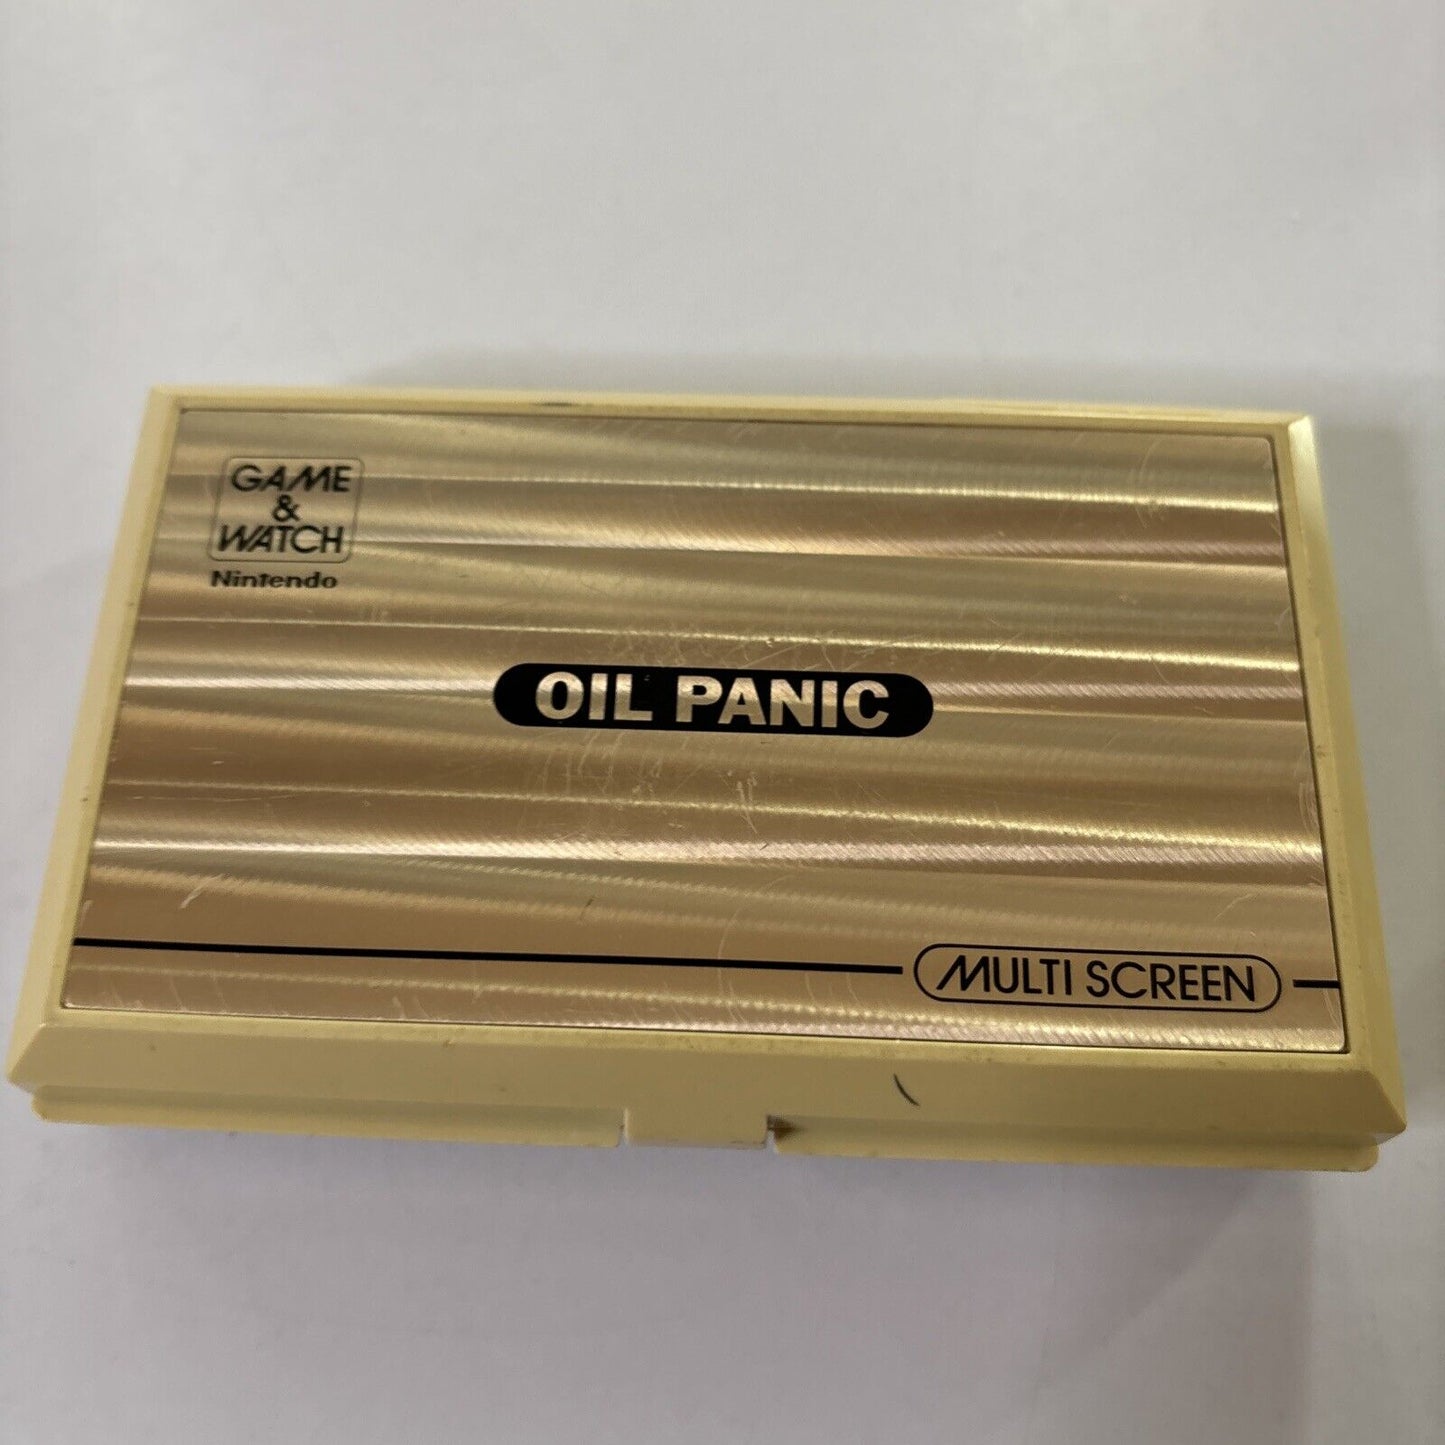 GAME
&
WATCH
Nintendo
OIL PANIC
MULTI SCREEN